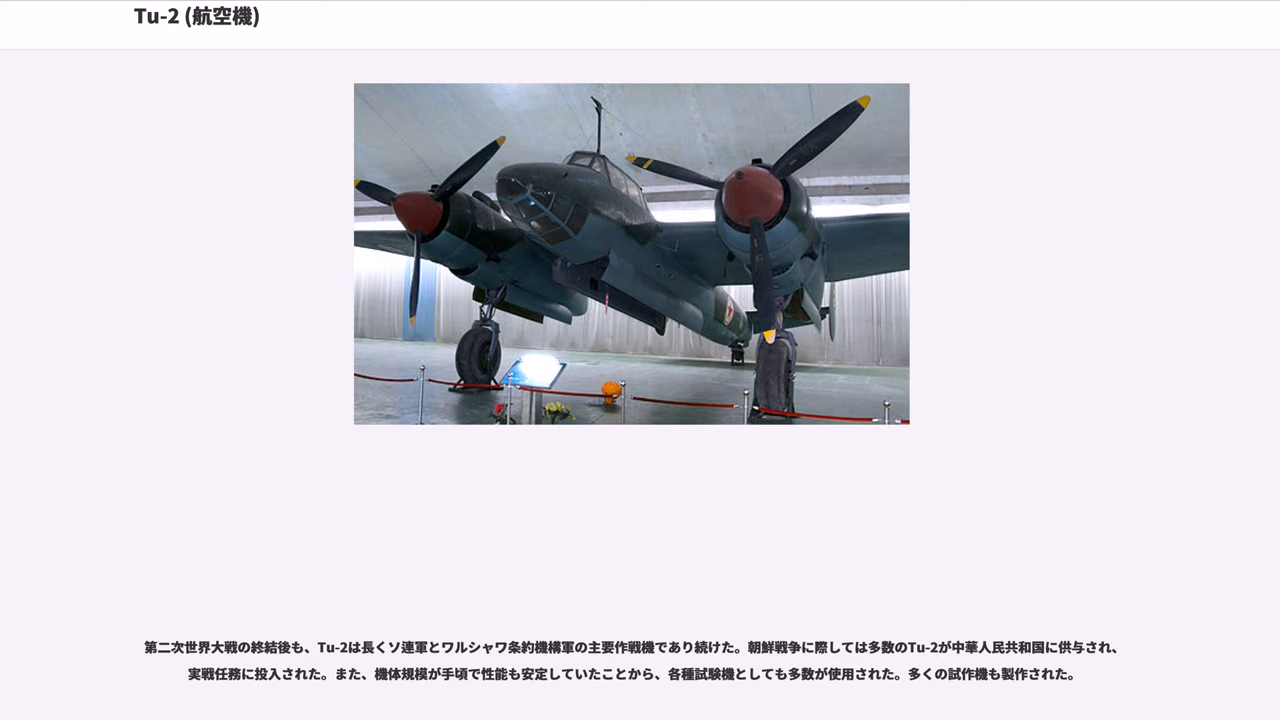 Tu-2 (航空機)
第二次世界大戦の終結後も、Tu-2は長くソ連軍とワルシャワ条約機構軍の主要作戦機であり続けた。朝鮮戦争に際しては多数のTu-2が中華人民共和国に供与され、
実戦任務に投入された。また、機体規模が手頃で性能も安定していたことから、各種試験機としても多数が使用された。多くの試作機も製作された。